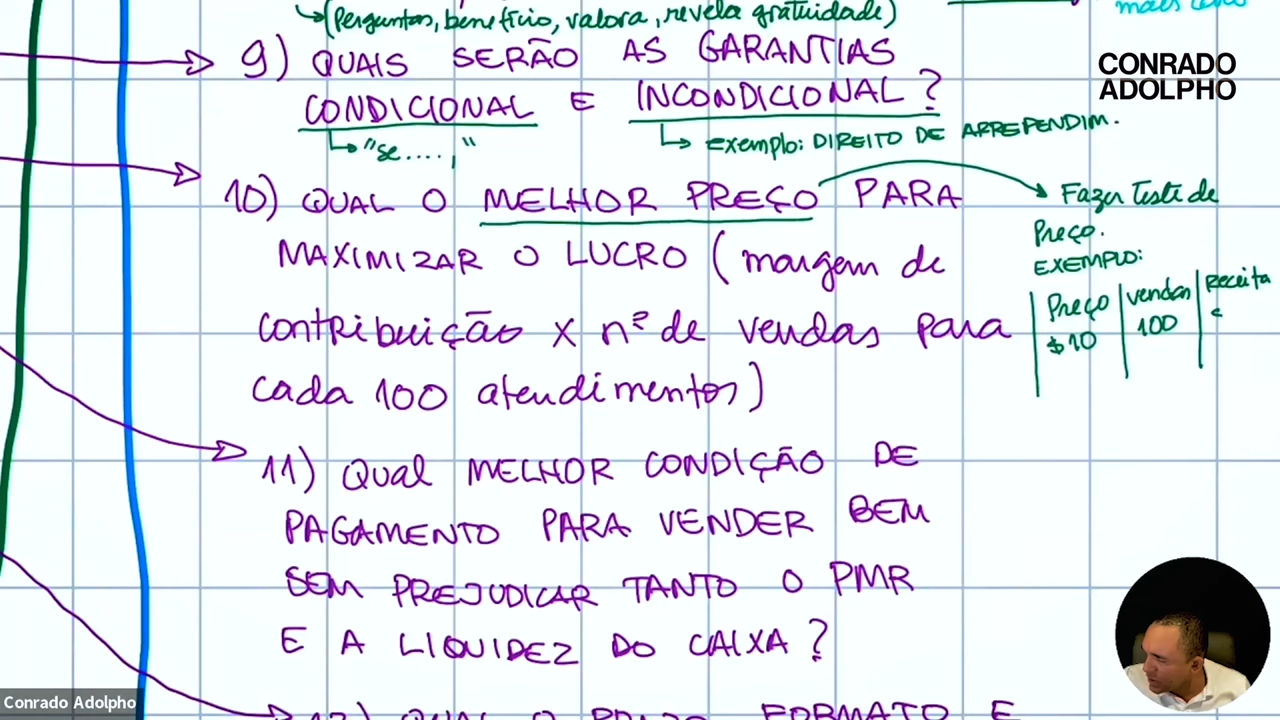 (Perguntas, benefício, valora, revela gratuidade)
mais
9) QUAIS SERÃO AS GARANTIAS
CONDICIONAL E INCONDICIONAL?
"se....,"
exemplo: DIREITO DE ARREPENDIM.
CONRADO
ADOLPHO
10) QUAL O MELHOR PREÇO PARA
MAXIMIZAR O LUCRO (margem de
contribuição x nº de vendas para
cada 100 atendimentos)
Fazer Teste de
Preço.
EXEMPLO:
Preço vendas Receita
$10 100
11) Qual MELHOR CONDIÇÃO DE
PAGAMENTO PARA VENDER BEM
SEM PREJUDICAR TANTO O PMR
E A LIQUIDEZ DO CAIXA?
QUAL O FORMATO E
Conrado Adolpho